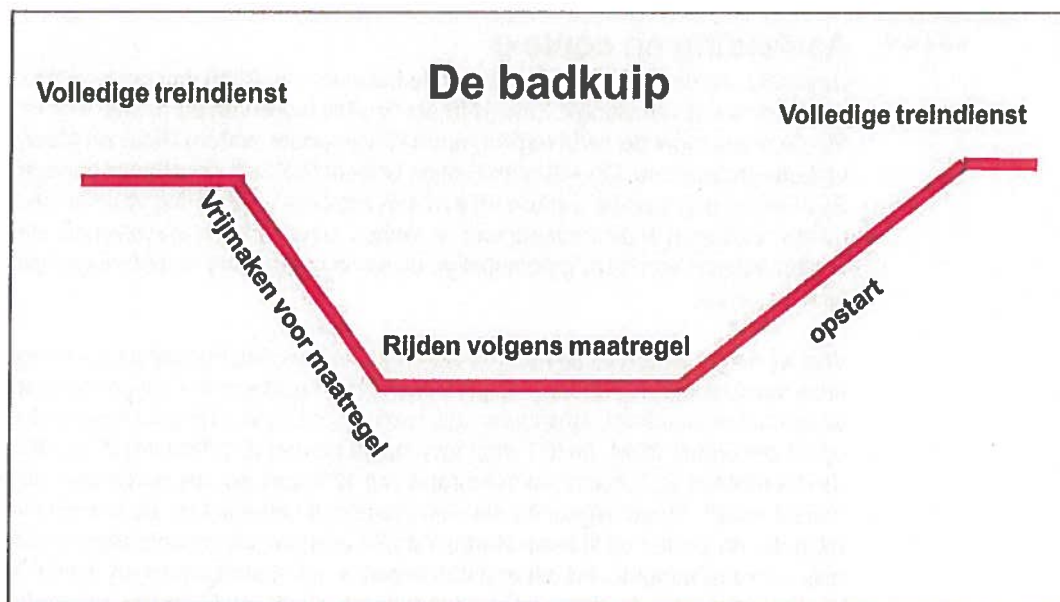 De badkuip
Volledige treindienst
Volledige treindienst
Vrijmaken voor maatregel
Rijden volgens maatregel
opstart